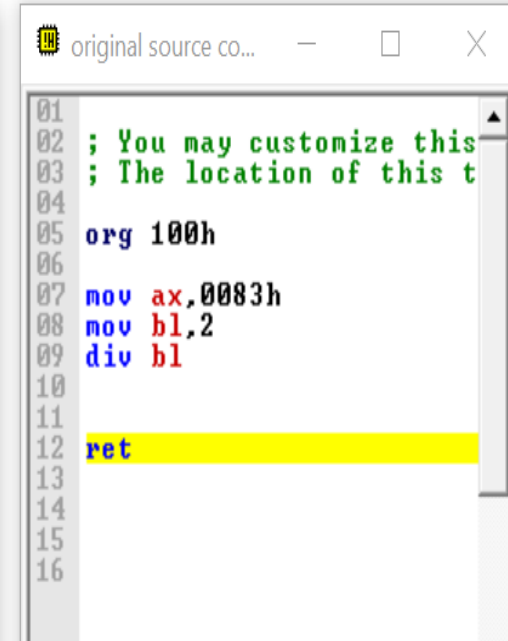 original source co...
01
02 ; You may customize this
03 ; The location of this t
04
05 org 100h
06
07 mov ax,0083h
08 mov bl,2
09 div bl
10
11
12 ret
13
14
15
16